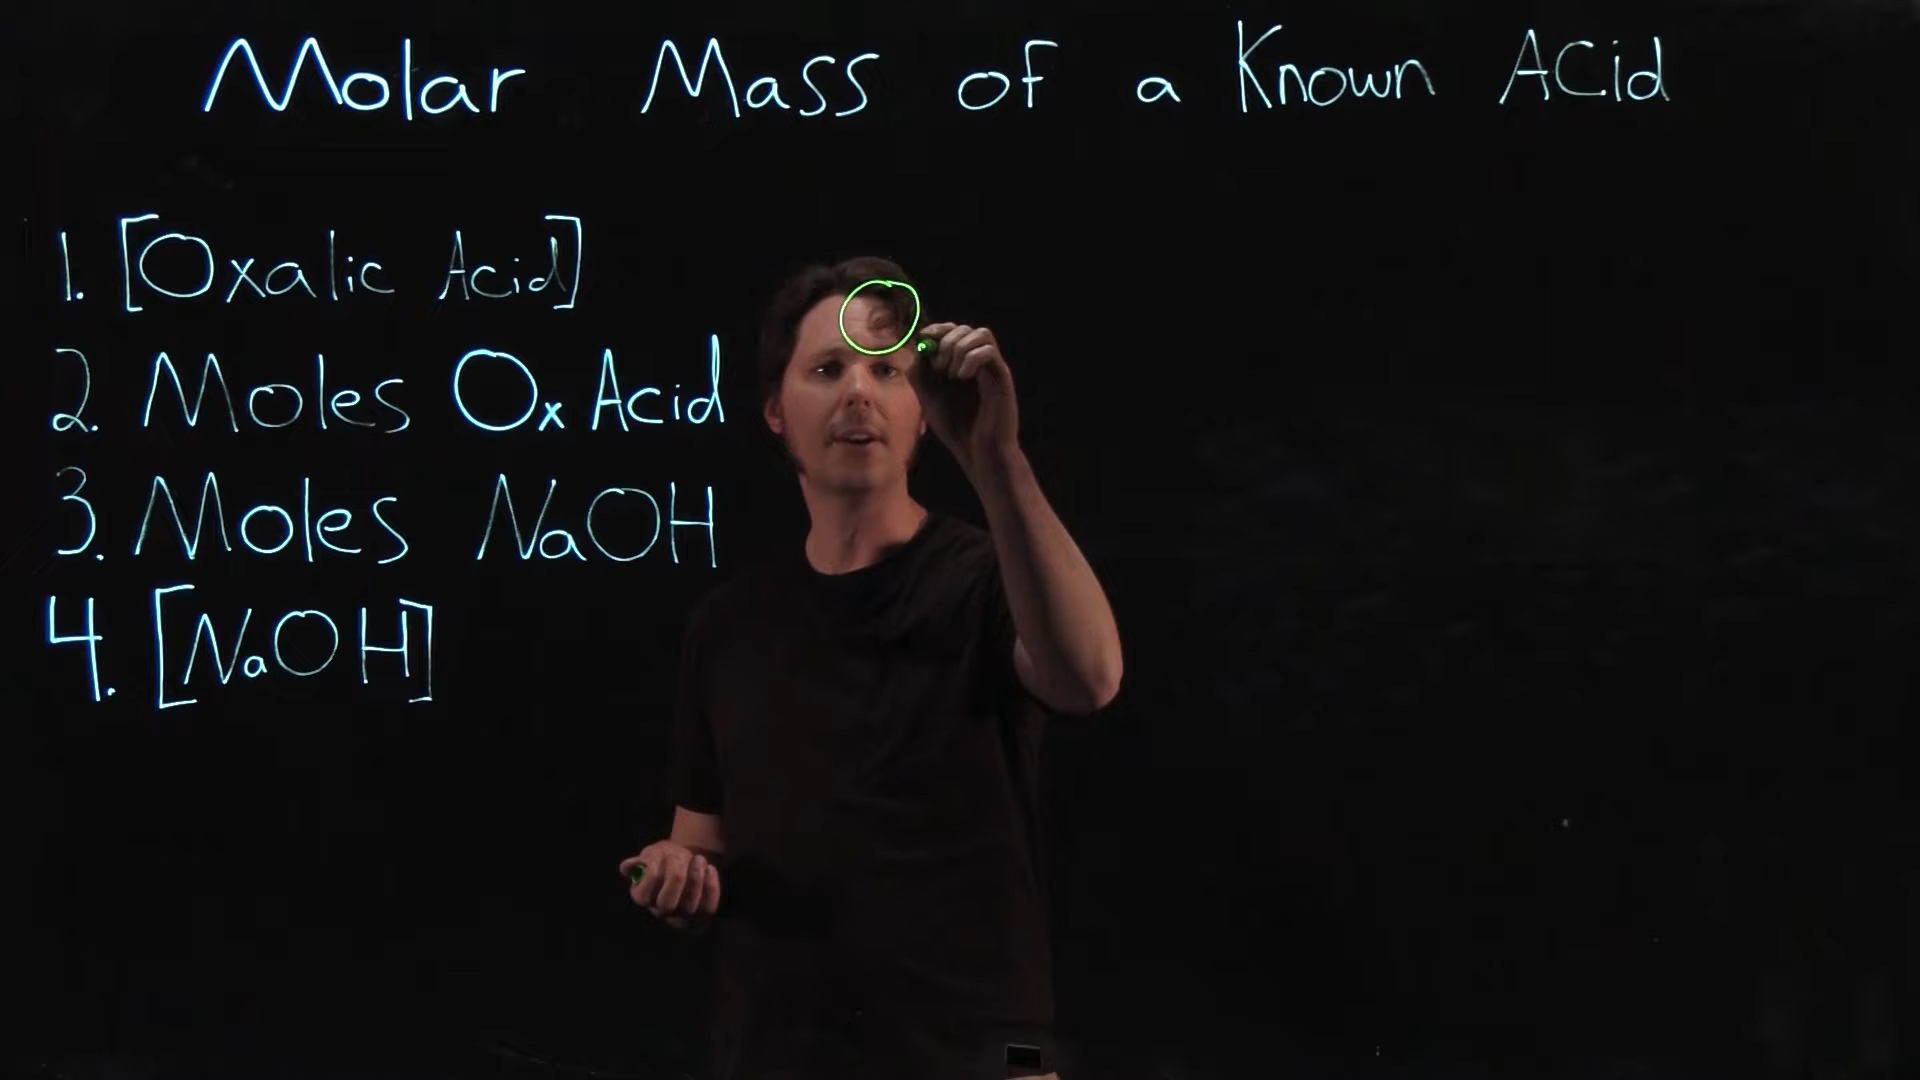 Molar Mass of a Known Acid
1. [Oxalic Acid]
2. Moles Ox Acid
3. Moles NaOH
4. [NaOH]